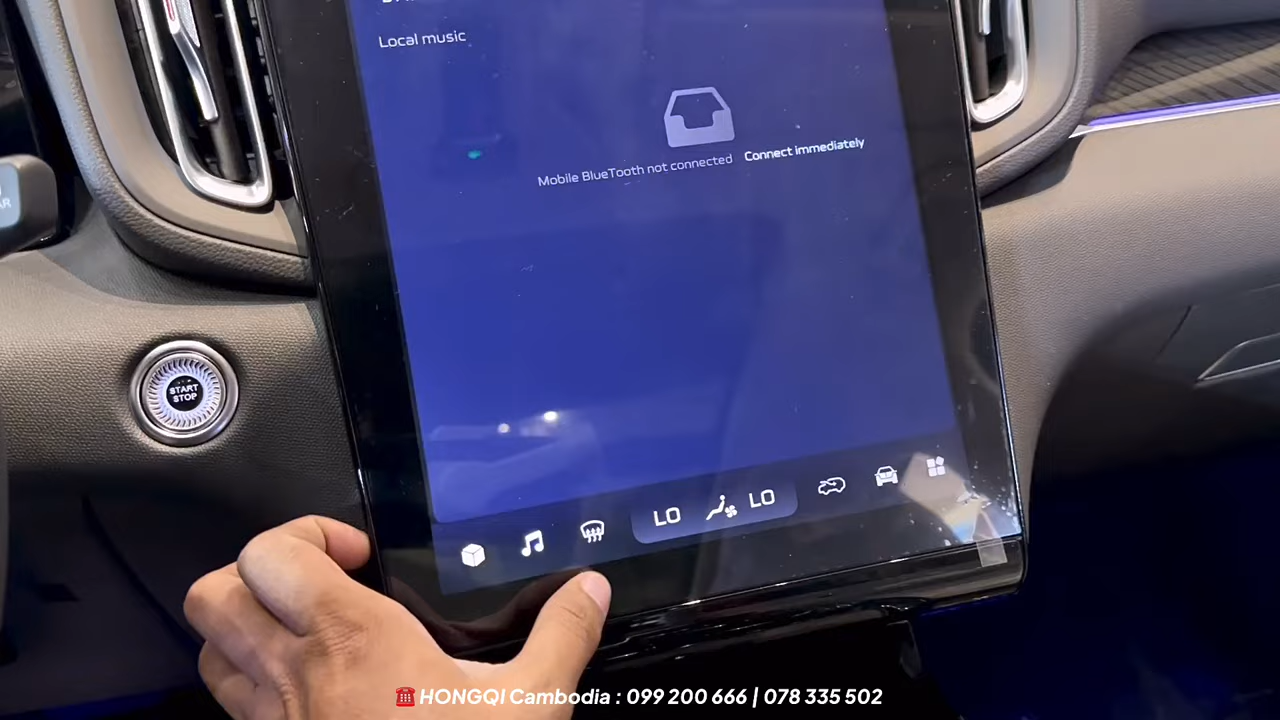 Local music
Mobile BlueTooth not connected Connect immediately
START
STOP
LO LO
HONGQI Cambodia : 099 200 666 | 078 335 502